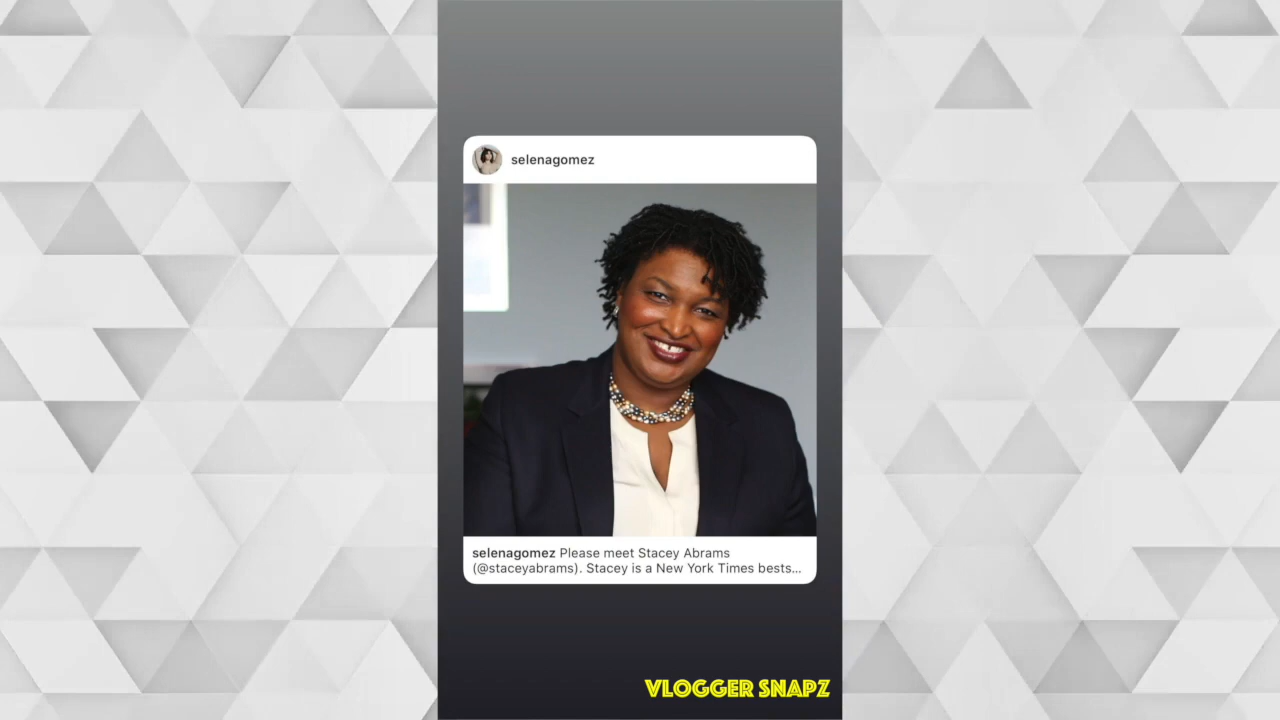 selenagomez
selenagomez Please meet Stacey Abrams
(@staceyabrams). Stacey is a New York Times bests...
VLOGGER SNAPZ